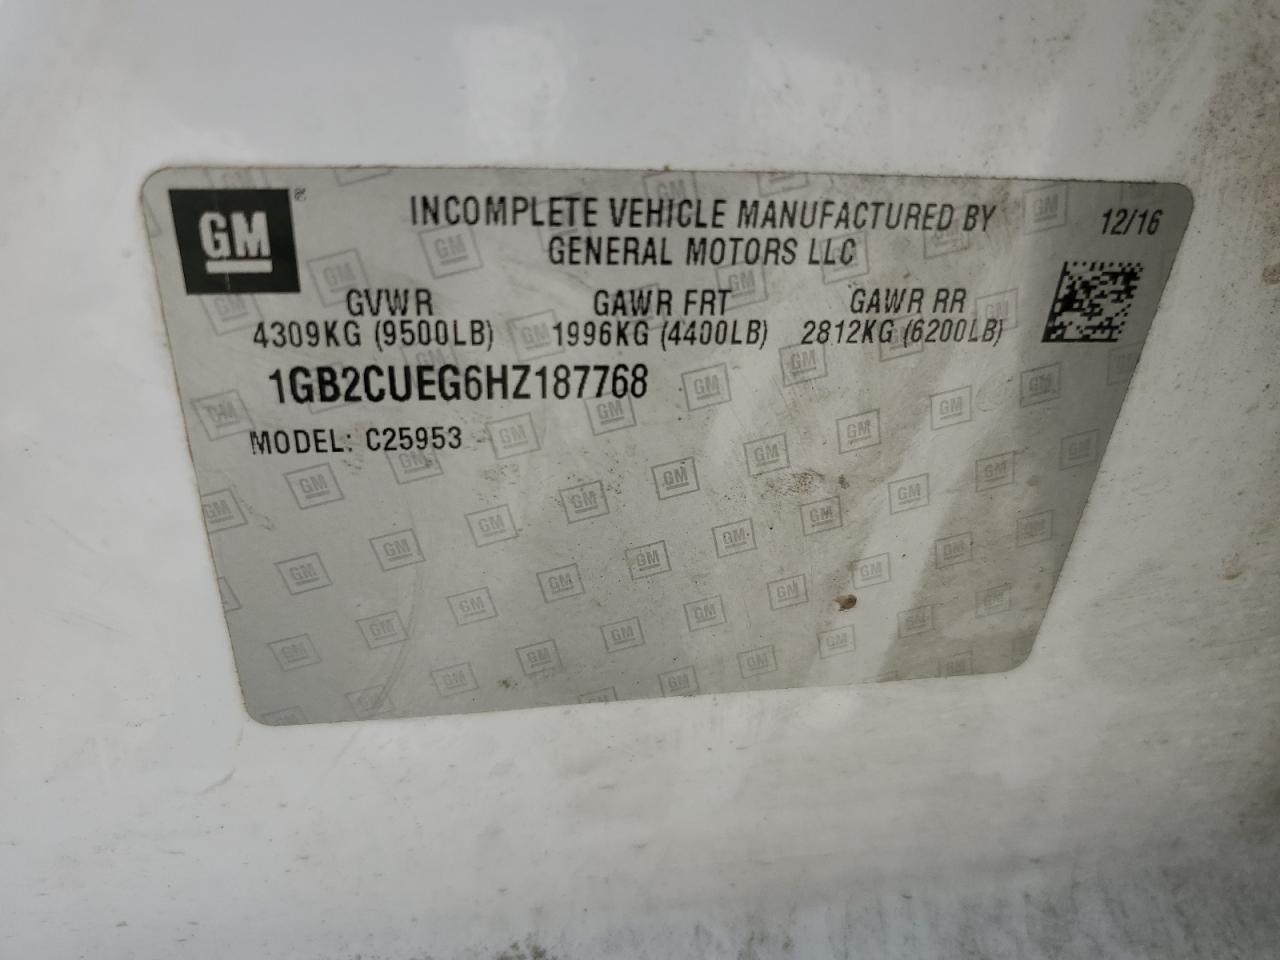 GM
INCOMPLETE VEHICLE MANUFACTURED BY
GENERAL MOTORS LLC
12/16
GVWR GAWR FRT GAWR RR
4309KG (9500LB) 1996KG (4400LB) 2812KG (6200LB)
1GB2CUEG6HZ187768
MODEL: C25953